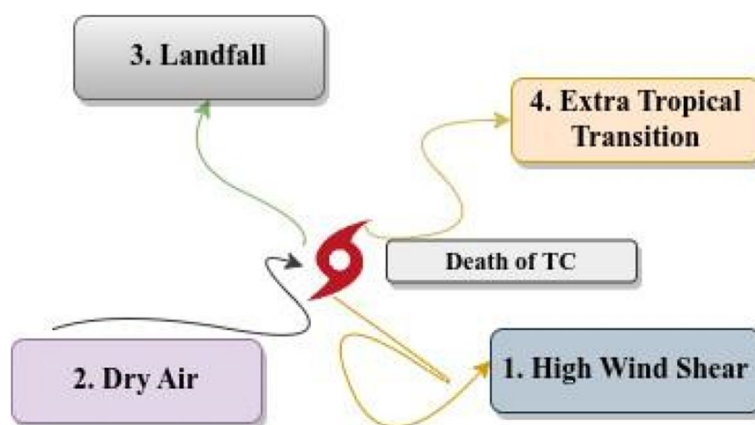 3. Landfall
4. Extra Tropical
Transition
Death of TC
2. Dry Air
1. High Wind Shear